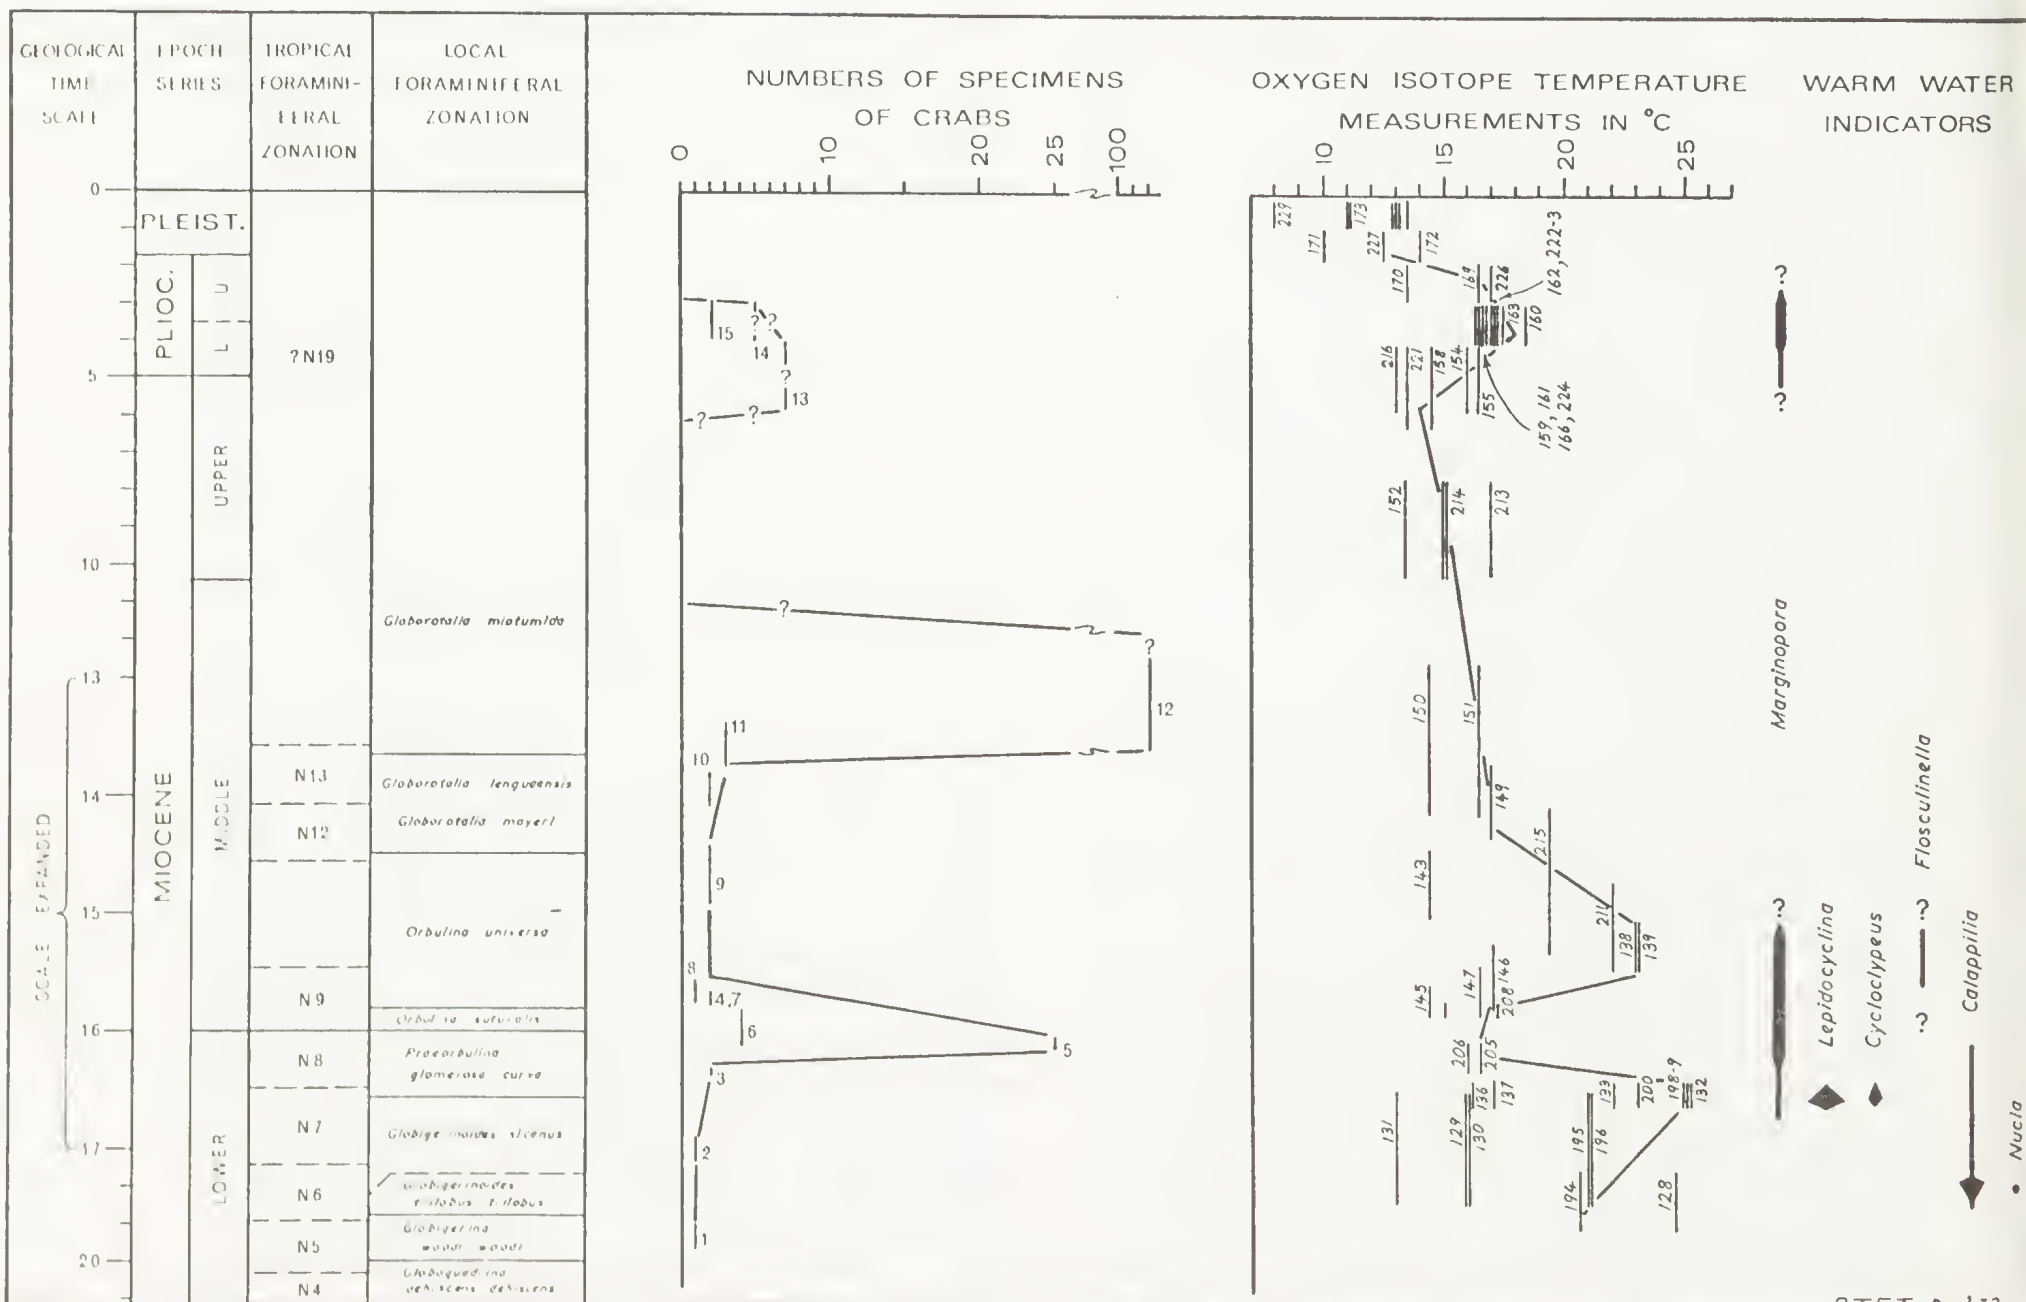 GEOLOGICAL
TIME
SCALE
EPOCH
SERIES
TROPICAL
FORAMINI-
FERAL
ZONATION
LOCAL
FORAMINIFERAL
ZONATION
NUMBERS OF SPECIMENS
OF CRABS
0 10 20 25 100
OXYGEN ISOTOPE TEMPERATURE
MEASUREMENTS IN °C
10 15 20 25
WARM WATER
INDICATORS
0
5
10
13
14
15
16
17
20
SCALE EXPANDED
PLEIST.
PLIOC.
U
L
MIOCENE
UPPER
MIDDLE
LOWER
?N19
N13
N12
N9
N8
N7
N6
N5
N4
Globorotalia miotumida
Globorotalia lenguaensis
Globorotalia mayeri
Orbulina universa
Orbulina suturalis
Praeorbulina
glomerosa curva
Globigerinoides sicanus
Globigerinoides
trilobus trilobus
Globigerina
woodi woodi
Globoquadrina
dehiscens dehiscens
15
? ?
14
?
13
? ?
?
?
12
11
10
9
8
4,7
6
5
3
2
1
229
173
171
227
172
170
169
226
162, 222-3
163
160
216
221
158
154
155
159, 161
166, 224
152
214
213
150
151
149
215
143
211
138
139
145
147
146
208
206
205
136
137
133
200
198-9
132
131
129
130
195
196
194
128
?
?
Marginopora
?
Lepidocyclina
Cycloclypeus
Flosculinella
?
?
Calappilia
• Nucia